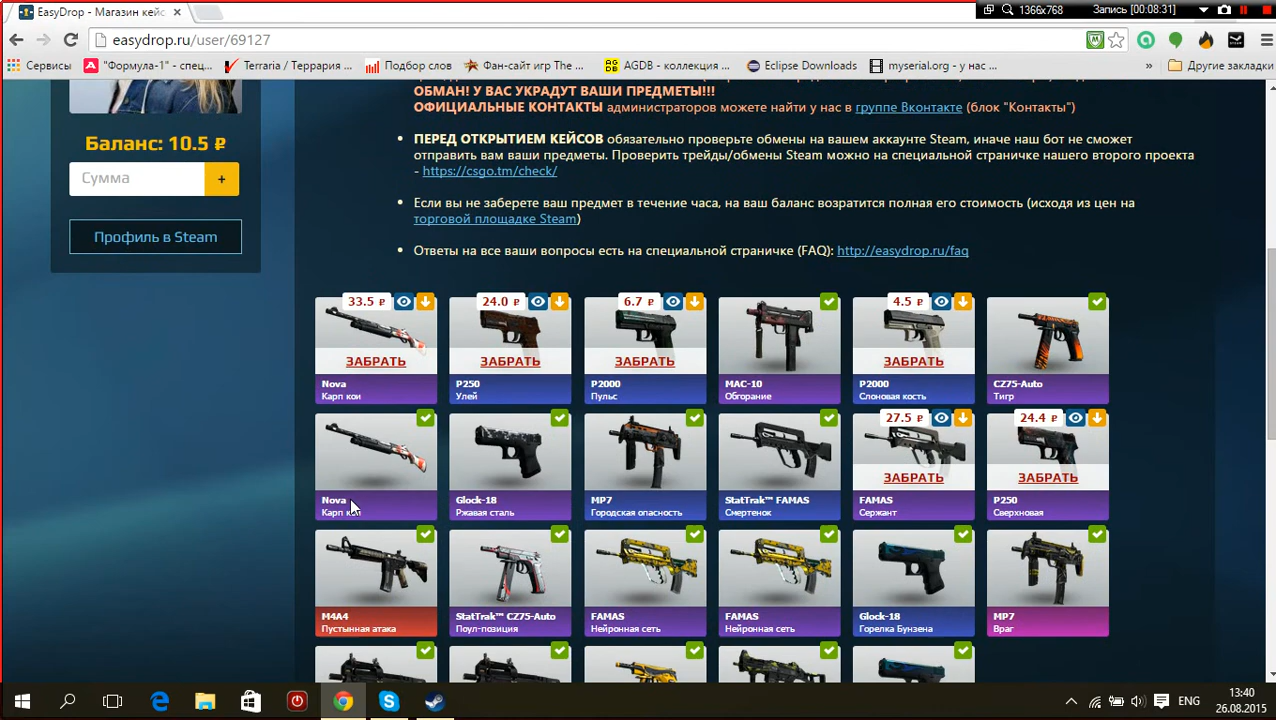 EasyDrop - Магазин кейс
1366x768
Запись [00:08:31]
easydrop.ru/user/69127
Сервисы
"Формула-1" - спец...
Terraria / Террария ...
Подбор слов
Фан-сайт игр The ...
AGDB - коллекция ...
Eclipse Downloads
myserial.org - у нас ...
»
Другие закладки
ОБМАН! У ВАС УКРАДУТ ВАШИ ПРЕДМЕТЫ!!!
ОФИЦИАЛЬНЫЕ КОНТАКТЫ администраторов можете найти у нас в группе Вконтакте (блок "Контакты")
Баланс: 10.5 ₽
Сумма
+
Профиль в Steam
ПЕРЕД ОТКРЫТИЕМ КЕЙСОВ обязательно проверьте обмены на вашем аккаунте Steam, иначе наш бот не сможет
отправить вам ваши предметы. Проверить трейды/обмены Steam можно на специальной страничке нашего второго проекта
- https://csgo.tm/check/
Если вы не заберете ваш предмет в течение часа, на ваш баланс возратится полная его стоимость (исходя из цен на
торговой площадке Steam)
Ответы на все ваши вопросы есть на специальной страничке (FAQ): http://easydrop.ru/faq
33.5 ₽
24.0 ₽
6.7 ₽
4.5 ₽
ЗАБРАТЬ
ЗАБРАТЬ
ЗАБРАТЬ
ЗАБРАТЬ
Nova
Карп кои
P250
Улей
P2000
Пульс
MAC-10
Обгорание
P2000
Слоновая кость
CZ75-Auto
Тигр
27.5 ₽
24.4 ₽
ЗАБРАТЬ
ЗАБРАТЬ
Nova
Карп кои
Glock-18
Ржавая сталь
MP7
Городская опасность
StatTrak™ FAMAS
Смертенок
FAMAS
Сержант
P250
Сверхновая
M4A4
Пустынная атака
StatTrak™ CZ75-Auto
Поул-позиция
FAMAS
Нейронная сеть
FAMAS
Нейронная сеть
Glock-18
Горелка Бунзена
MP7
Враг
ENG
13:40
26.08.2015